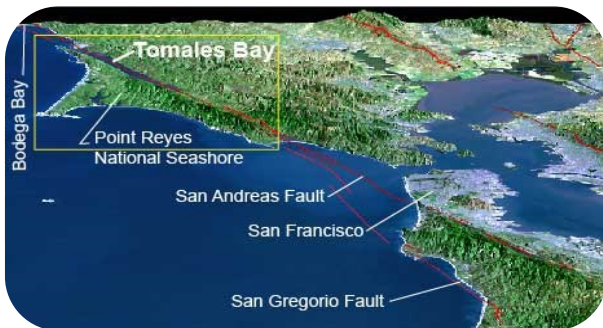 Tomales Bay
Bodega Bay
Point Reyes
National Seashore
San Andreas Fault
San Francisco
San Gregorio Fault